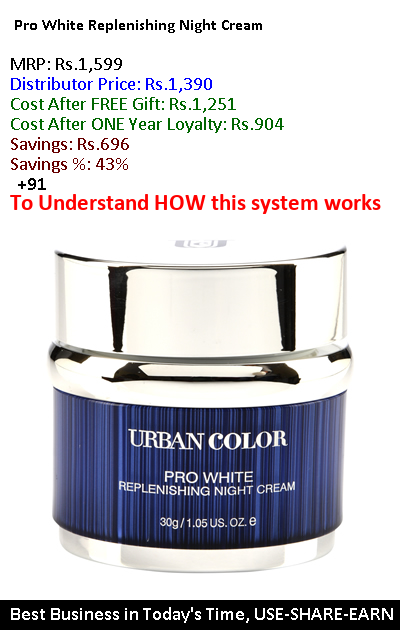 Pro White Replenishing Night Cream
MRP: Rs.1,599
Distributor Price: Rs.1,390
Cost After FREE Gift: Rs.1,251
Cost After ONE Year Loyalty: Rs.904
Savings: Rs.696
Savings %: 43%
+91
To Understand HOW this system works
URBAN COLOR
PRO WHITE
REPLENISHING NIGHT CREAM
30g/1.05 US. OZ. e
Best Business in Today's Time, USE-SHARE-EARN